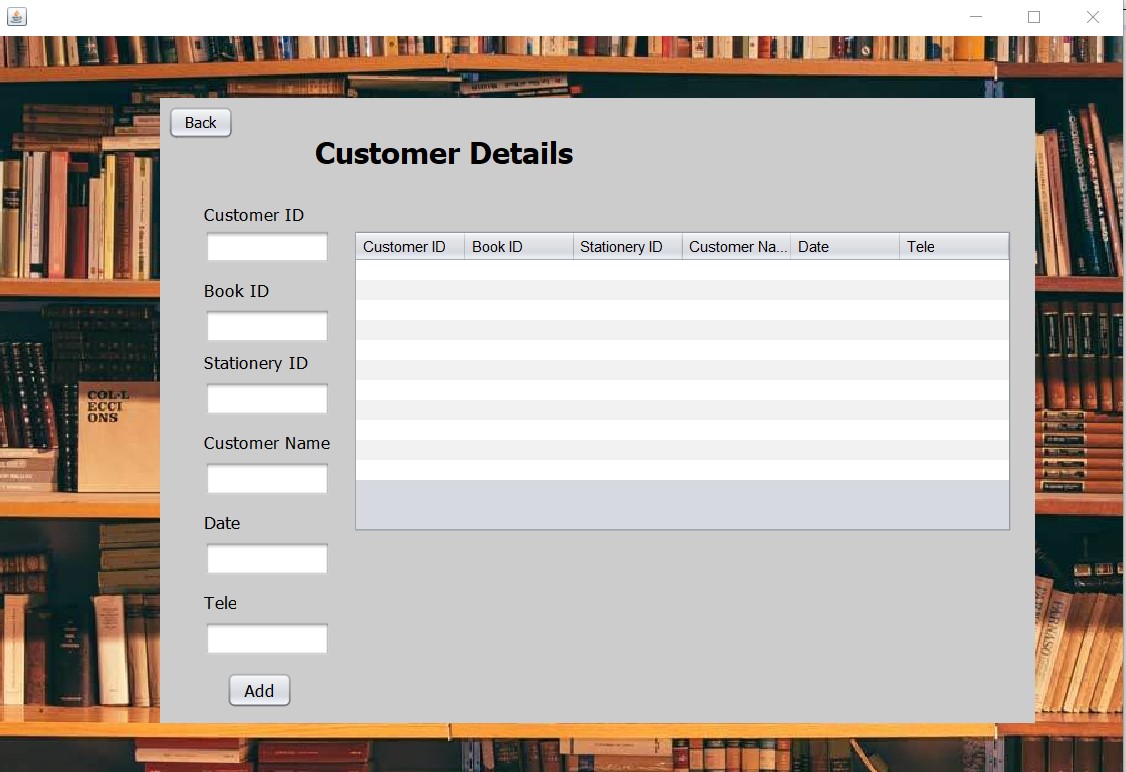 Back
Customer Details
Customer ID
Customer ID Book ID Stationery ID Customer Na... Date Tele
Book ID
Stationery ID
COL·L
ECCI
ONS
Customer Name
Date
Tele
Add